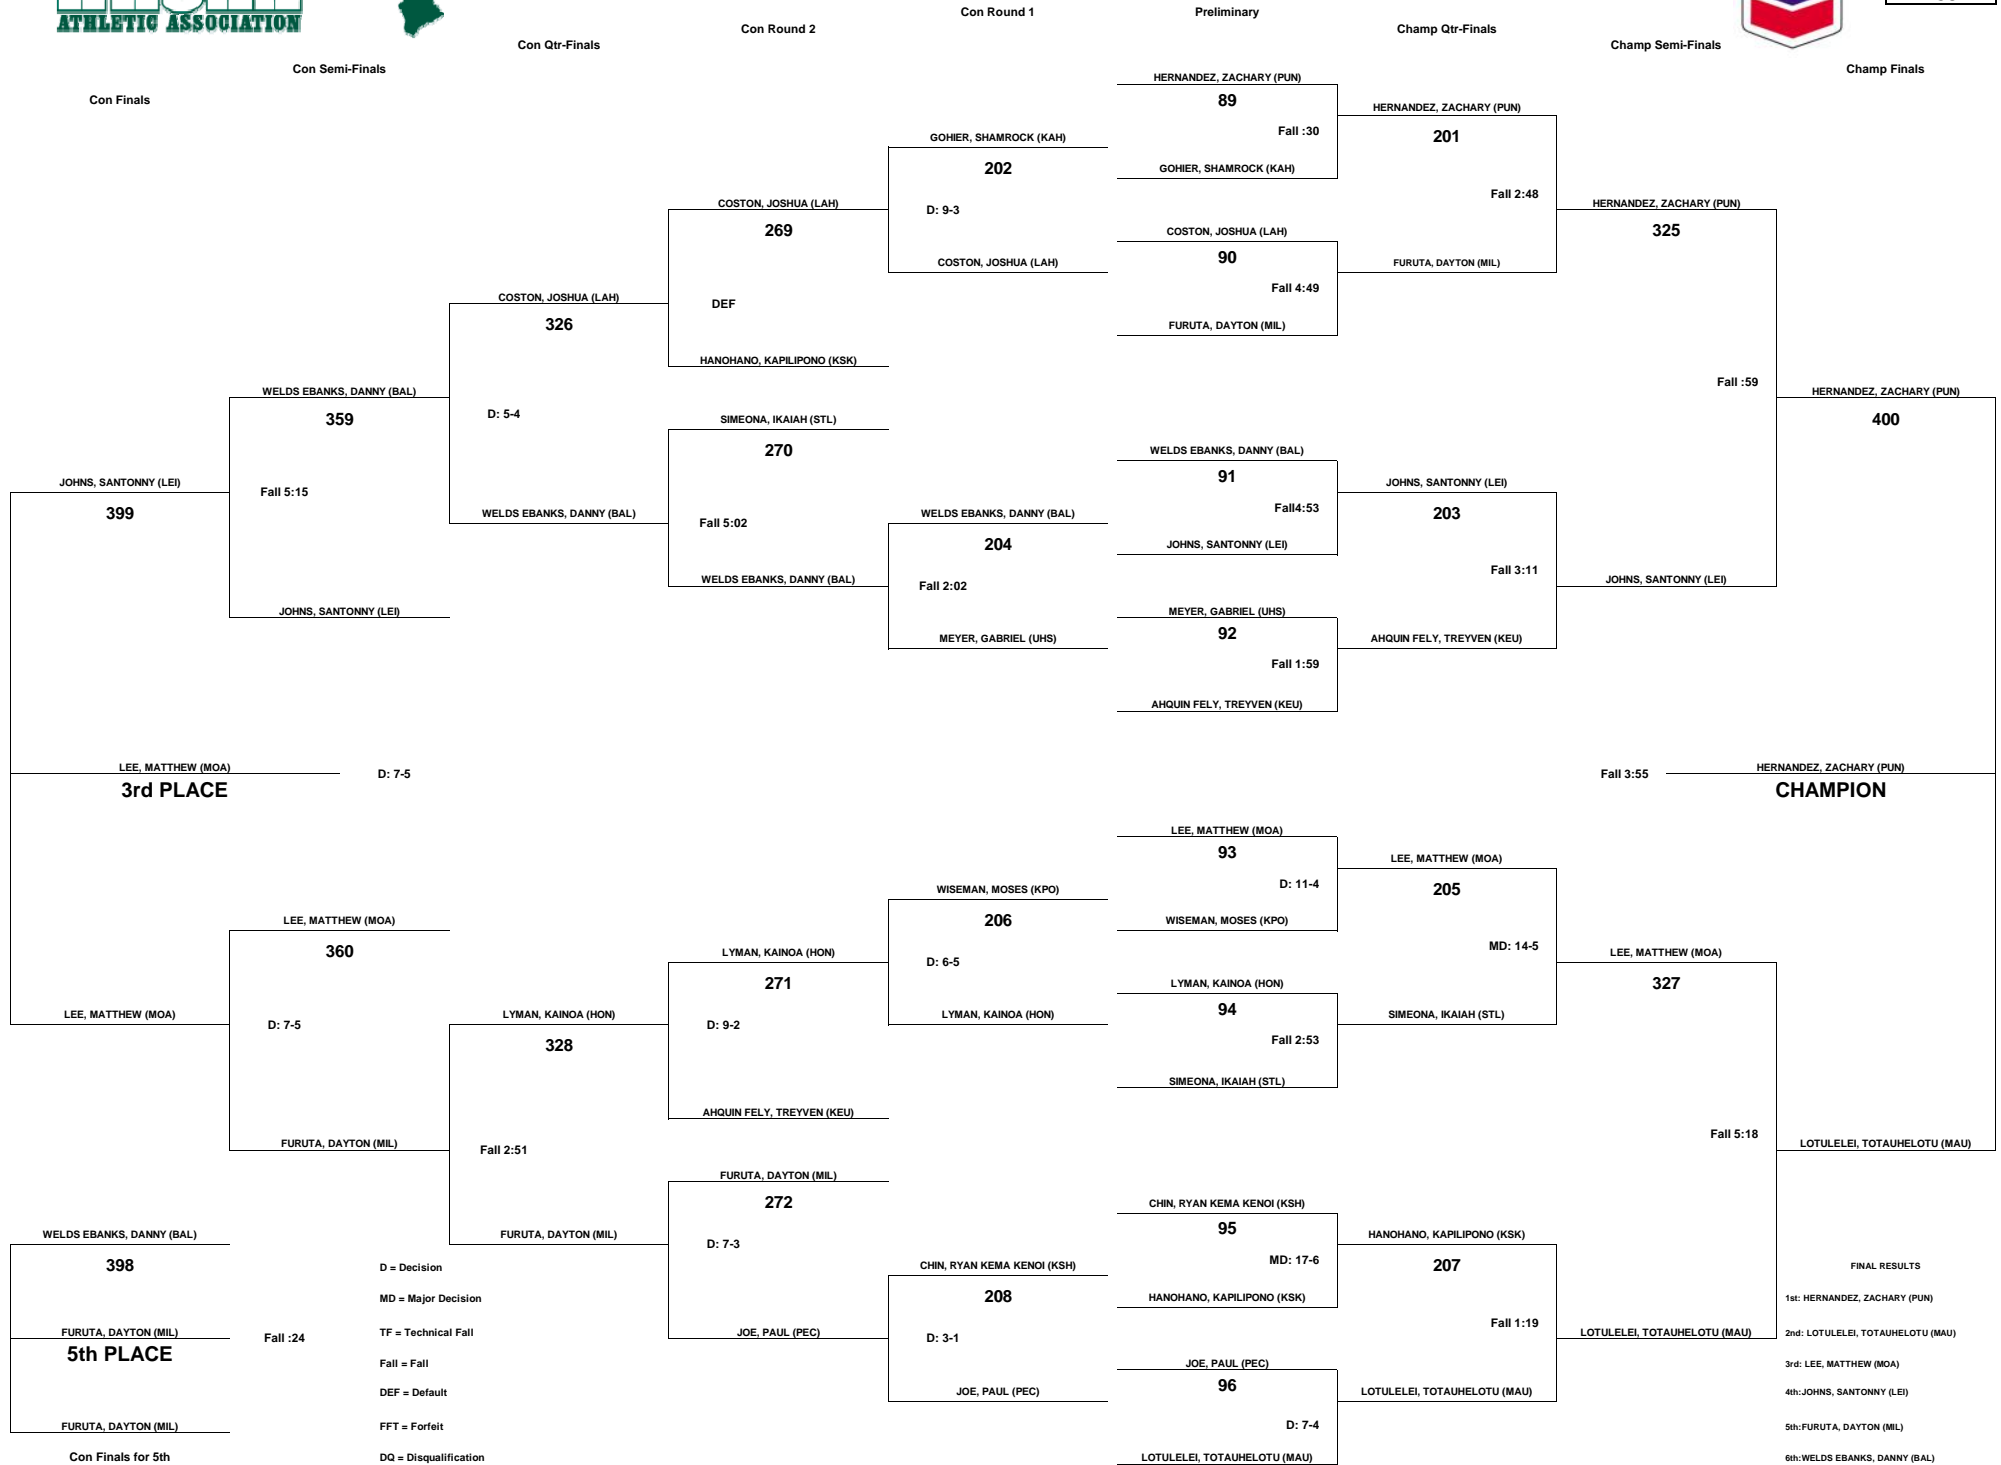 ATHLETIC ASSOCIATION
Con Finals
Con Semi-Finals
Con Qtr-Finals
Con Round 2
Con Round 1
Preliminary
Champ Qtr-Finals
Champ Semi-Finals
Champ Finals
HERNANDEZ, ZACHARY (PUN)
89
Fall :30
GOHIER, SHAMROCK (KAH)
COSTON, JOSHUA (LAH)
90
Fall 4:49
FURUTA, DAYTON (MIL)
WELDS EBANKS, DANNY (BAL)
91
Fall4:53
JOHNS, SANTONNY (LEI)
MEYER, GABRIEL (UHS)
92
Fall 1:59
AHQUIN FELY, TREYVEN (KEU)
LEE, MATTHEW (MOA)
93
D: 11-4
WISEMAN, MOSES (KPO)
LYMAN, KAINOA (HON)
94
Fall 2:53
SIMEONA, IKAIAH (STL)
CHIN, RYAN KEMA KENOI (KSH)
95
MD: 17-6
HANOHANO, KAPILIPONO (KSK)
JOE, PAUL (PEC)
96
D: 7-4
LOTULELEI, TOTAUHELOTU (MAU)
HERNANDEZ, ZACHARY (PUN)
201
Fall 2:48
FURUTA, DAYTON (MIL)
JOHNS, SANTONNY (LEI)
203
Fall 3:11
AHQUIN FELY, TREYVEN (KEU)
LEE, MATTHEW (MOA)
205
MD: 14-5
SIMEONA, IKAIAH (STL)
HANOHANO, KAPILIPONO (KSK)
207
Fall 1:19
LOTULELEI, TOTAUHELOTU (MAU)
HERNANDEZ, ZACHARY (PUN)
325
Fall :59
JOHNS, SANTONNY (LEI)
LEE, MATTHEW (MOA)
327
Fall 5:18
LOTULELEI, TOTAUHELOTU (MAU)
HERNANDEZ, ZACHARY (PUN)
400
LOTULELEI, TOTAUHELOTU (MAU)
Fall 3:55
HERNANDEZ, ZACHARY (PUN)
CHAMPION
GOHIER, SHAMROCK (KAH)
202
D: 9-3
COSTON, JOSHUA (LAH)
WELDS EBANKS, DANNY (BAL)
204
Fall 2:02
MEYER, GABRIEL (UHS)
WISEMAN, MOSES (KPO)
206
D: 6-5
LYMAN, KAINOA (HON)
CHIN, RYAN KEMA KENOI (KSH)
208
D: 3-1
JOE, PAUL (PEC)
COSTON, JOSHUA (LAH)
269
DEF
HANOHANO, KAPILIPONO (KSK)
SIMEONA, IKAIAH (STL)
270
Fall 5:02
WELDS EBANKS, DANNY (BAL)
LYMAN, KAINOA (HON)
271
D: 9-2
AHQUIN FELY, TREYVEN (KEU)
FURUTA, DAYTON (MIL)
272
D: 7-3
JOE, PAUL (PEC)
COSTON, JOSHUA (LAH)
326
D: 5-4
WELDS EBANKS, DANNY (BAL)
LYMAN, KAINOA (HON)
328
Fall 2:51
FURUTA, DAYTON (MIL)
WELDS EBANKS, DANNY (BAL)
359
Fall 5:15
JOHNS, SANTONNY (LEI)
LEE, MATTHEW (MOA)
360
D: 7-5
FURUTA, DAYTON (MIL)
JOHNS, SANTONNY (LEI)
399
LEE, MATTHEW (MOA)
3rd PLACE
D: 7-5
LEE, MATTHEW (MOA)
WELDS EBANKS, DANNY (BAL)
398
FURUTA, DAYTON (MIL)
5th PLACE
Fall :24
FURUTA, DAYTON (MIL)
Con Finals for 5th
D = Decision
MD = Major Decision
TF = Technical Fall
Fall = Fall
DEF = Default
FFT = Forfeit
DQ = Disqualification
FINAL RESULTS
1st: HERNANDEZ, ZACHARY (PUN)
2nd: LOTULELEI, TOTAUHELOTU (MAU)
3rd: LEE, MATTHEW (MOA)
4th:JOHNS, SANTONNY (LEI)
5th:FURUTA, DAYTON (MIL)
6th:WELDS EBANKS, DANNY (BAL)